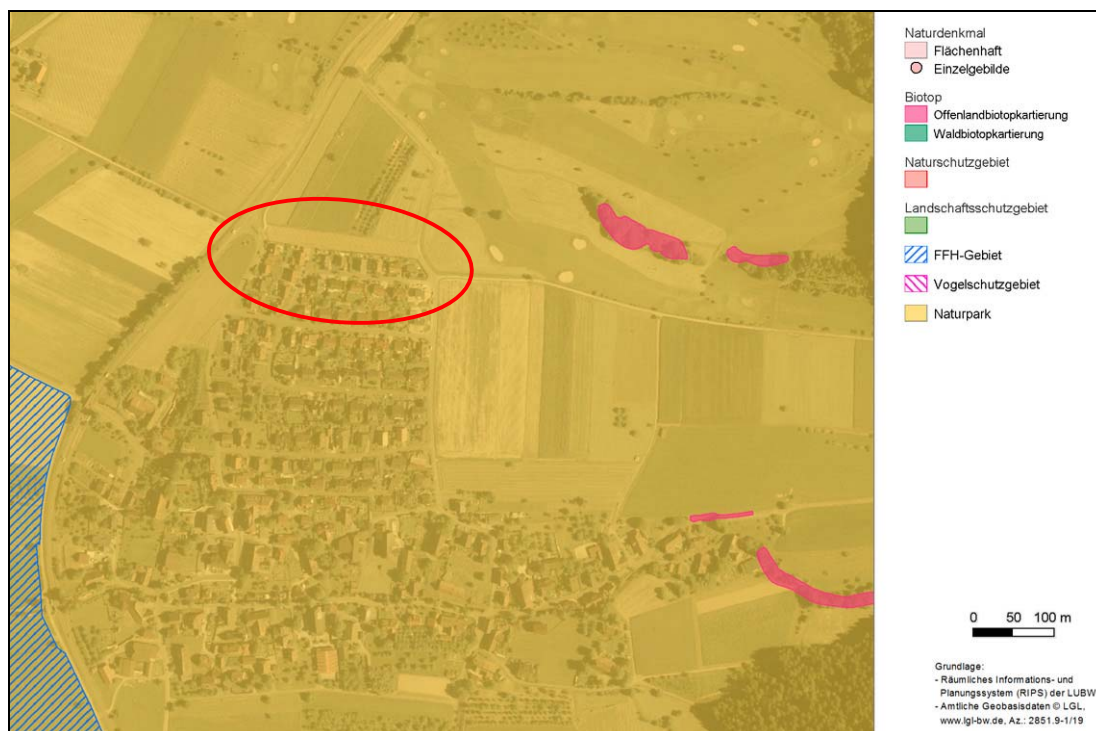 Naturdenkmal
Flächenhaft
Einzelgebilde
Biotop
Offenlandbiotopkartierung
Waldbiotopkartierung
Naturschutzgebiet
Landschaftsschutzgebiet
FFH-Gebiet
Vogelschutzgebiet
Naturpark
0 50 100 m
Grundlage:
- Räumliches Informations- und
Planungssystem (RIPS) der LUBW
- Amtliche Geobasisdaten © LGL,
www.lgl-bw.de, Az.: 2851.9-1/19